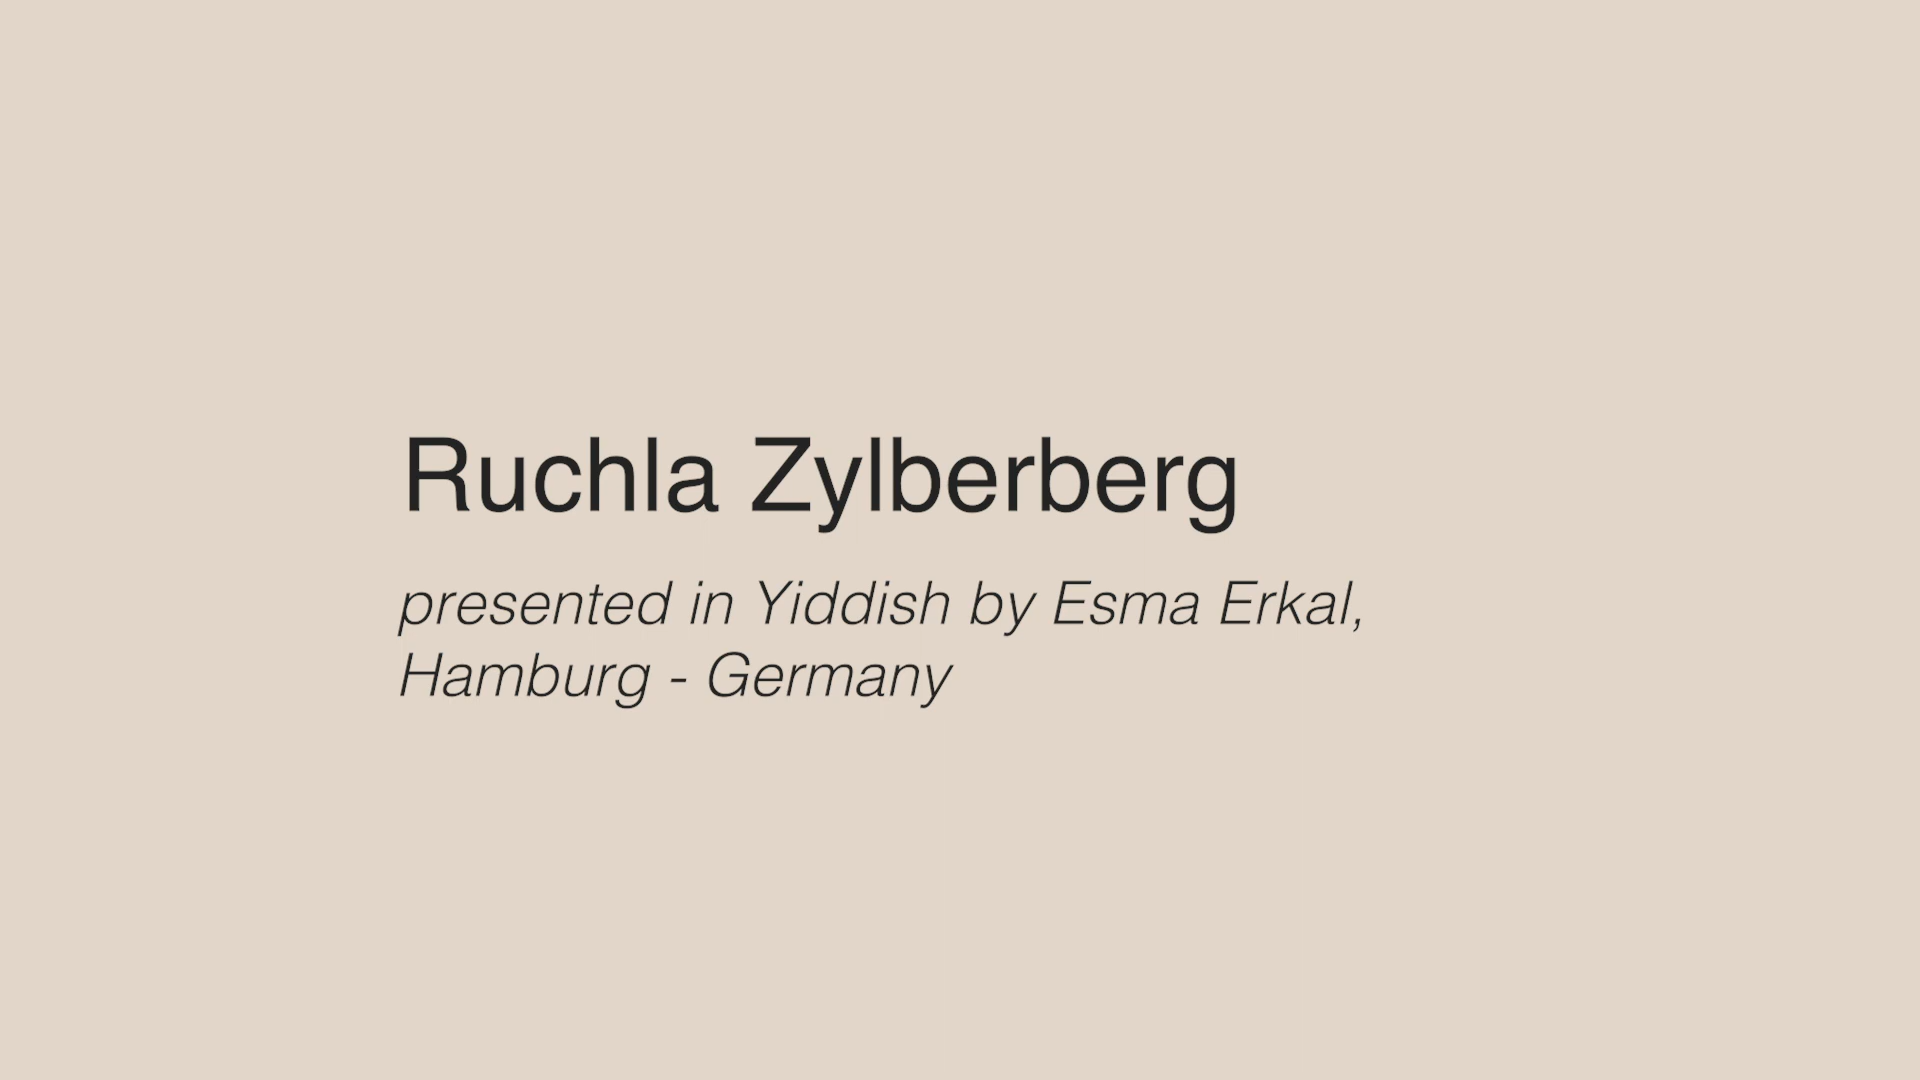 Ruchla Zylberberg
presented in Yiddish by Esma Erkal,
Hamburg - Germany